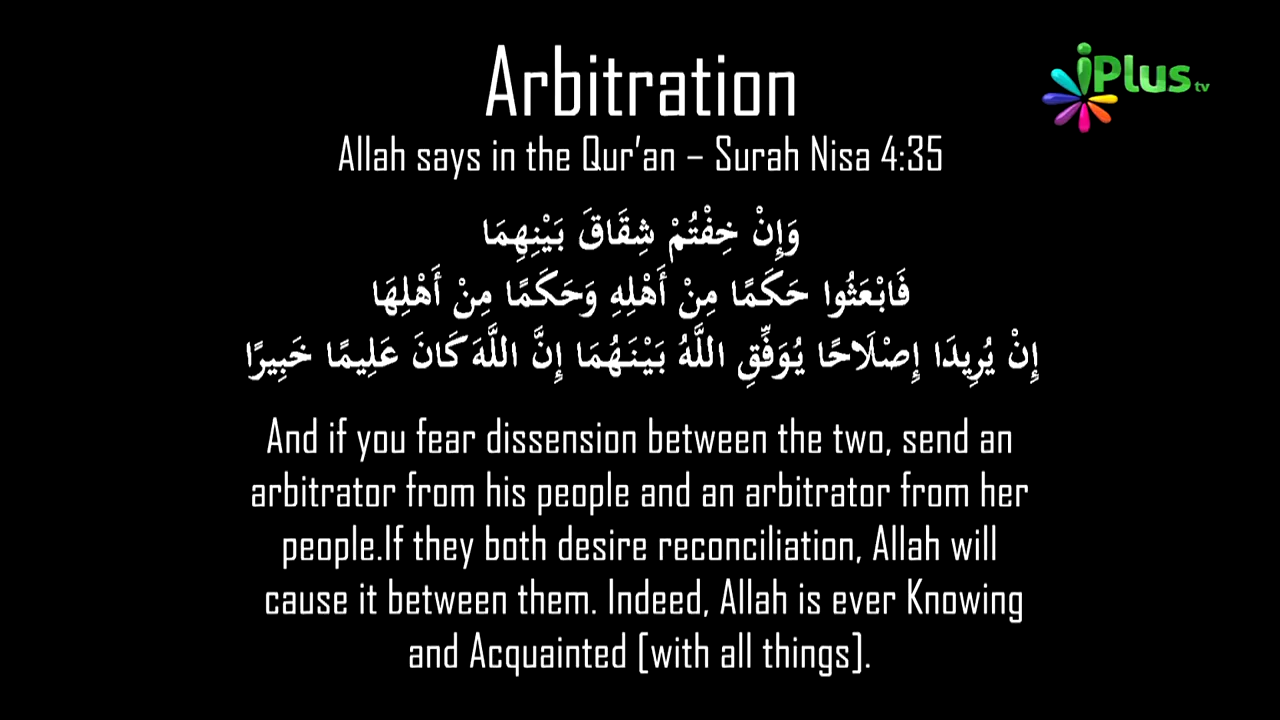 Arbitration
iPlus tv
Allah says in the Qur’an – Surah Nisa 4:35
وَإِنْ خِفْتُمْ شِقَاقَ بَيْنِهِمَا
فَابْعَثُوا حَكَمًا مِنْ أَهْلِهِ وَحَكَمًا مِنْ أَهْلِهَا
إِنْ يُرِيدَا إِصْلَاحًا يُوَفِّقِ اللَّهُ بَيْنَهُمَا إِنَّ اللَّهَ كَانَ عَلِيمًا خَبِيرًا
And if you fear dissension between the two, send an
arbitrator from his people and an arbitrator from her
people.If they both desire reconciliation, Allah will
cause it between them. Indeed, Allah is ever Knowing
and Acquainted [with all things].